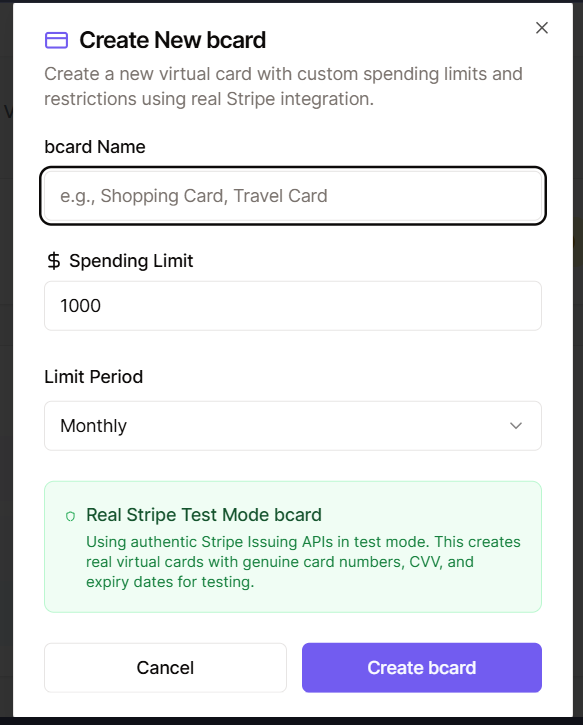 Create New bcard
Create a new virtual card with custom spending limits and
restrictions using real Stripe integration.
bcard Name
e.g., Shopping Card, Travel Card
$ Spending Limit
1000
Limit Period
Monthly
Real Stripe Test Mode bcard
Using authentic Stripe Issuing APIs in test mode. This creates
real virtual cards with genuine card numbers, CVV, and
expiry dates for testing.
Cancel
Create bcard